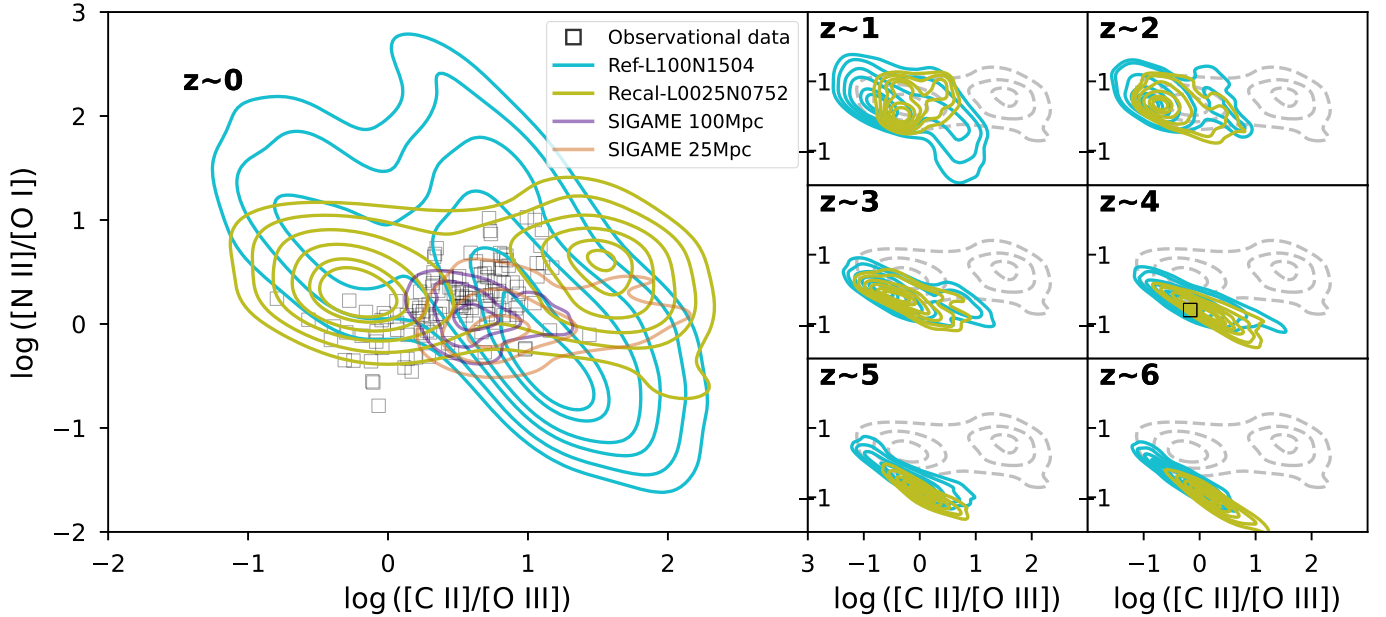 z~0
Observational data
Ref-L100N1504
Recal-L0025N0752
SIGAME 100Mpc
SIGAME 25Mpc
3
2
1
0
−1
−2
log ([N II]/[O I])
−2
−1
0
1
2
log ([C II]/[O III])
z~1
1
−1
z~2
1
−1
z~3
1
−1
z~4
1
−1
z~5
1
−1
z~6
1
−1
3
−1
0
1
2
3
log ([C II]/[O III])
−1
0
1
2
log ([C II]/[O III])